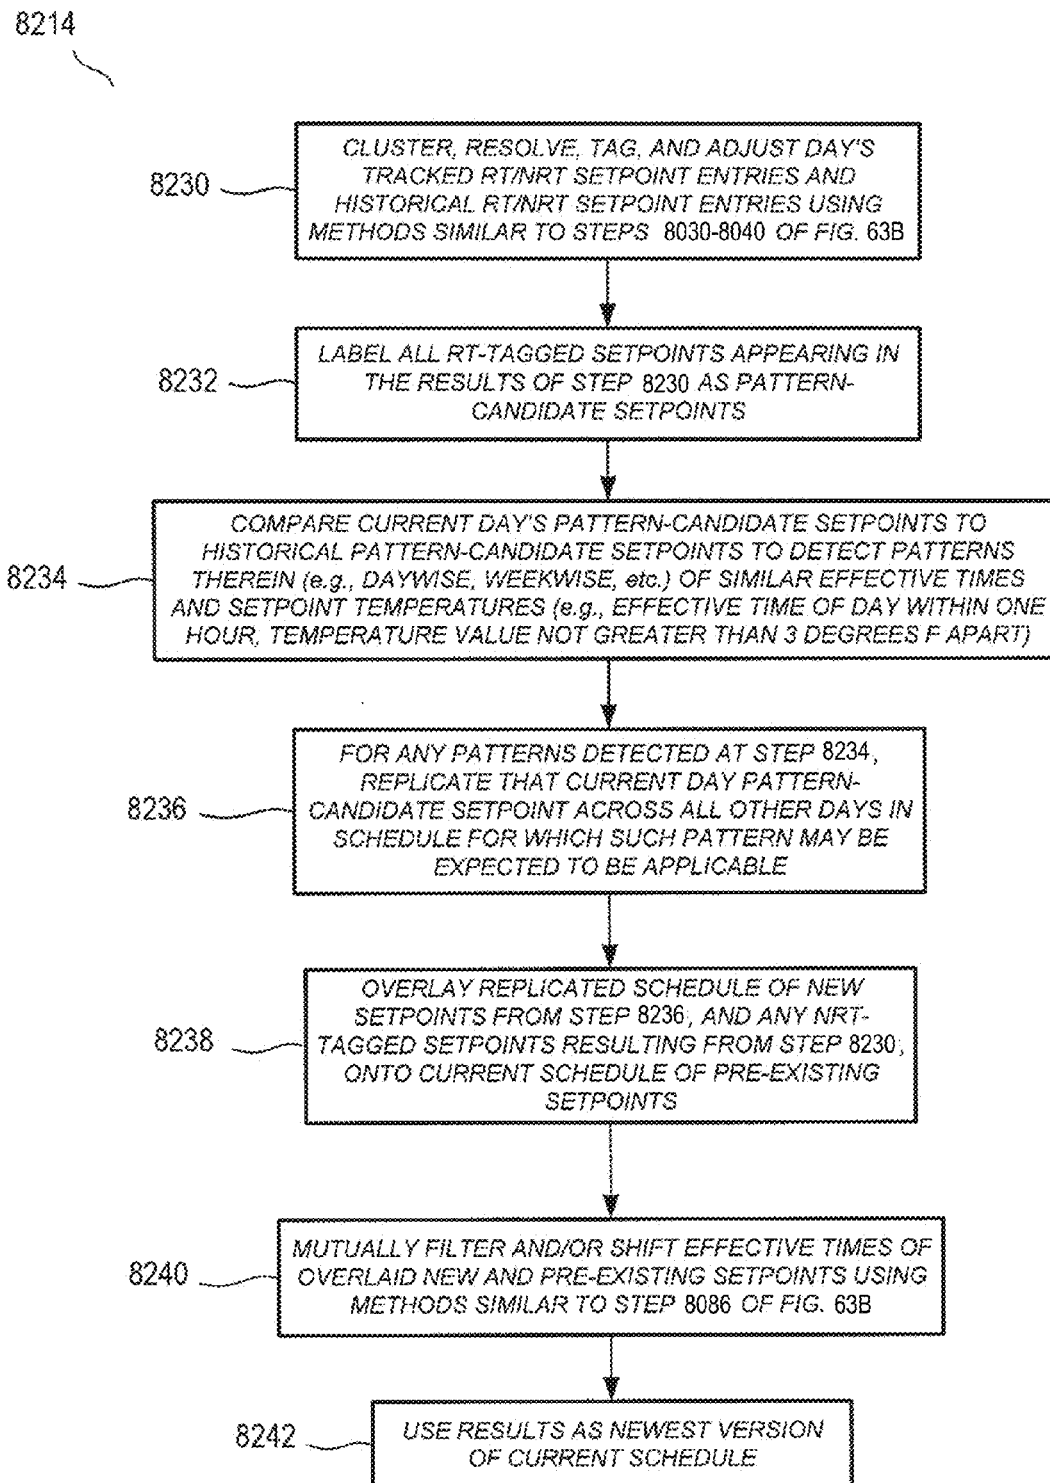 8214
8230
CLUSTER, RESOLVE, TAG, AND ADJUST DAY'S
TRACKED RT/NRT SETPOINT ENTRIES AND
HISTORICAL RT/NRT SETPOINT ENTRIES USING
METHODS SIMILAR TO STEPS 8030-8040 OF FIG. 63B
8232
LABEL ALL RT-TAGGED SETPOINTS APPEARING IN
THE RESULTS OF STEP 8230 AS PATTERN-
CANDIDATE SETPOINTS
8234
COMPARE CURRENT DAY'S PATTERN-CANDIDATE SETPOINTS TO
HISTORICAL PATTERN-CANDIDATE SETPOINTS TO DETECT PATTERNS
THEREIN (e.g., DAYWISE, WEEKWISE, etc.) OF SIMILAR EFFECTIVE TIMES
AND SETPOINT TEMPERATURES (e.g., EFFECTIVE TIME OF DAY WITHIN ONE
HOUR, TEMPERATURE VALUE NOT GREATER THAN 3 DEGREES F APART)
8236
FOR ANY PATTERNS DETECTED AT STEP 8234,
REPLICATE THAT CURRENT DAY PATTERN-
CANDIDATE SETPOINT ACROSS ALL OTHER DAYS IN
SCHEDULE FOR WHICH SUCH PATTERN MAY BE
EXPECTED TO BE APPLICABLE
8238
OVERLAY REPLICATED SCHEDULE OF NEW
SETPOINTS FROM STEP 8236, AND ANY NRT-
TAGGED SETPOINTS RESULTING FROM STEP 8230,
ONTO CURRENT SCHEDULE OF PRE-EXISTING
SETPOINTS
8240
MUTUALLY FILTER AND/OR SHIFT EFFECTIVE TIMES OF
OVERLAID NEW AND PRE-EXISTING SETPOINTS USING
METHODS SIMILAR TO STEP 8086 OF FIG. 63B
8242
USE RESULTS AS NEWEST VERSION
OF CURRENT SCHEDULE